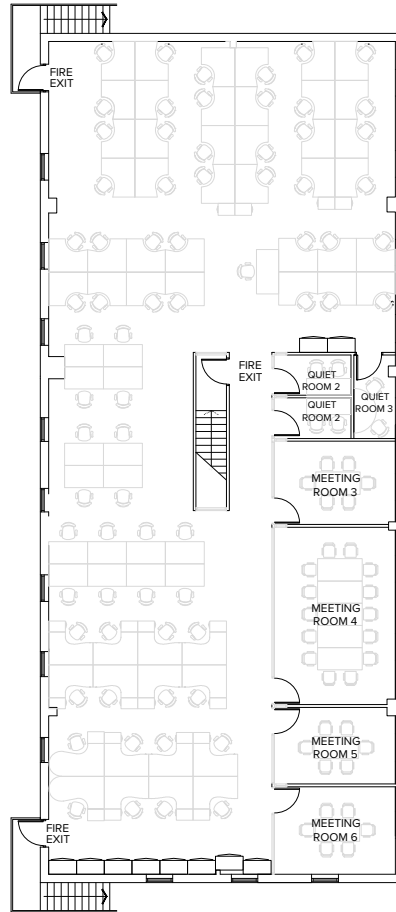 FIRE
EXIT
FIRE
EXIT
QUIET
ROOM 2
QUIET
ROOM 3
QUIET
ROOM 2
MEETING
ROOM 3
MEETING
ROOM 4
MEETING
ROOM 5
MEETING
ROOM 6
FIRE
EXIT